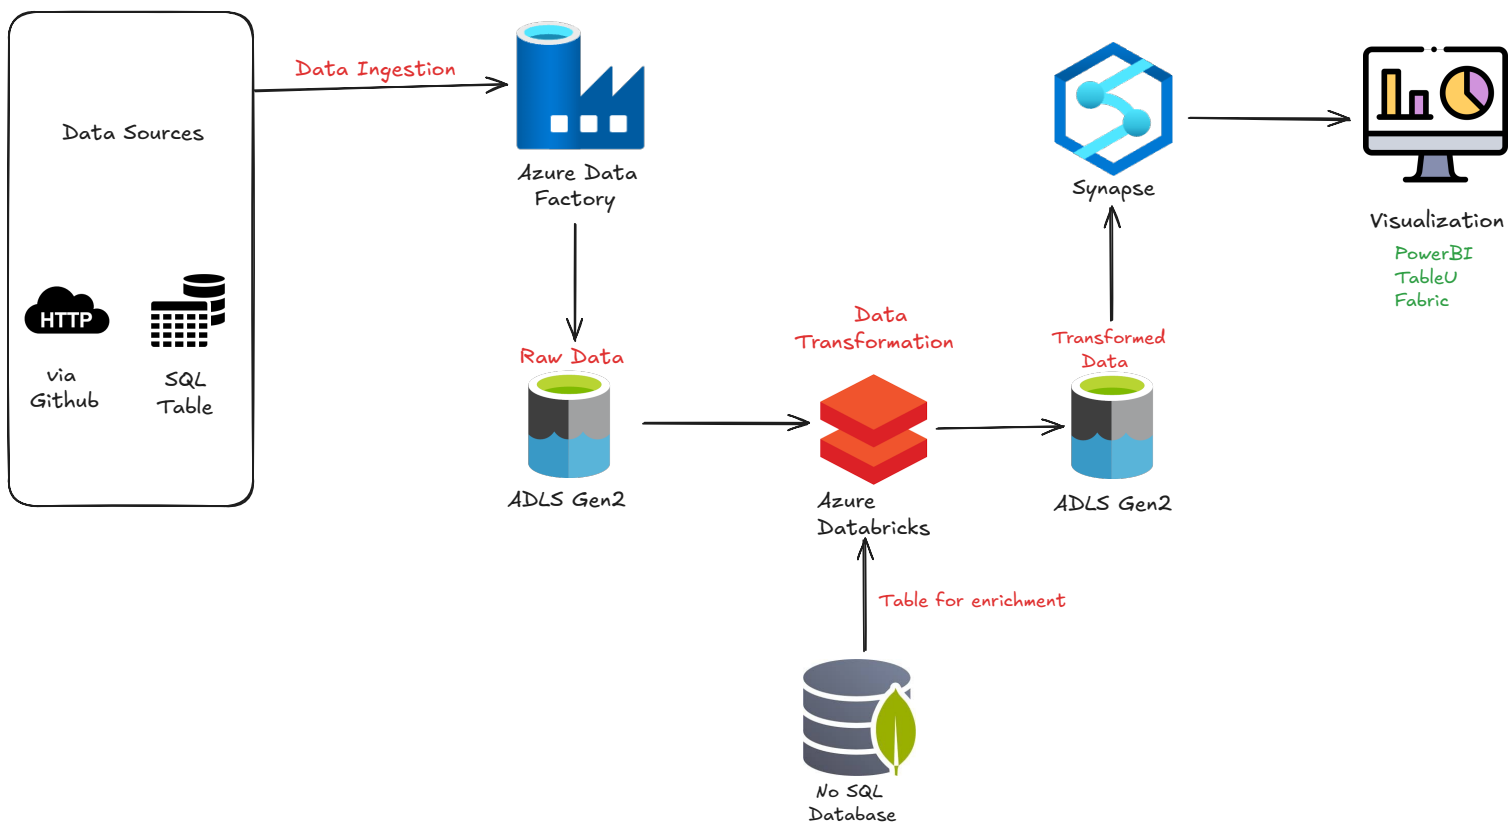 Data Sources
HTTP
via
Github
SQL
Table
Data Ingestion
Azure Data
Factory
Raw Data
ADLS Gen2
Data
Transformation
Azure
Databricks
Table for enrichment
No SQL
Database
Transformed
Data
ADLS Gen2
Synapse
Visualization
PowerBI
TableU
Fabric